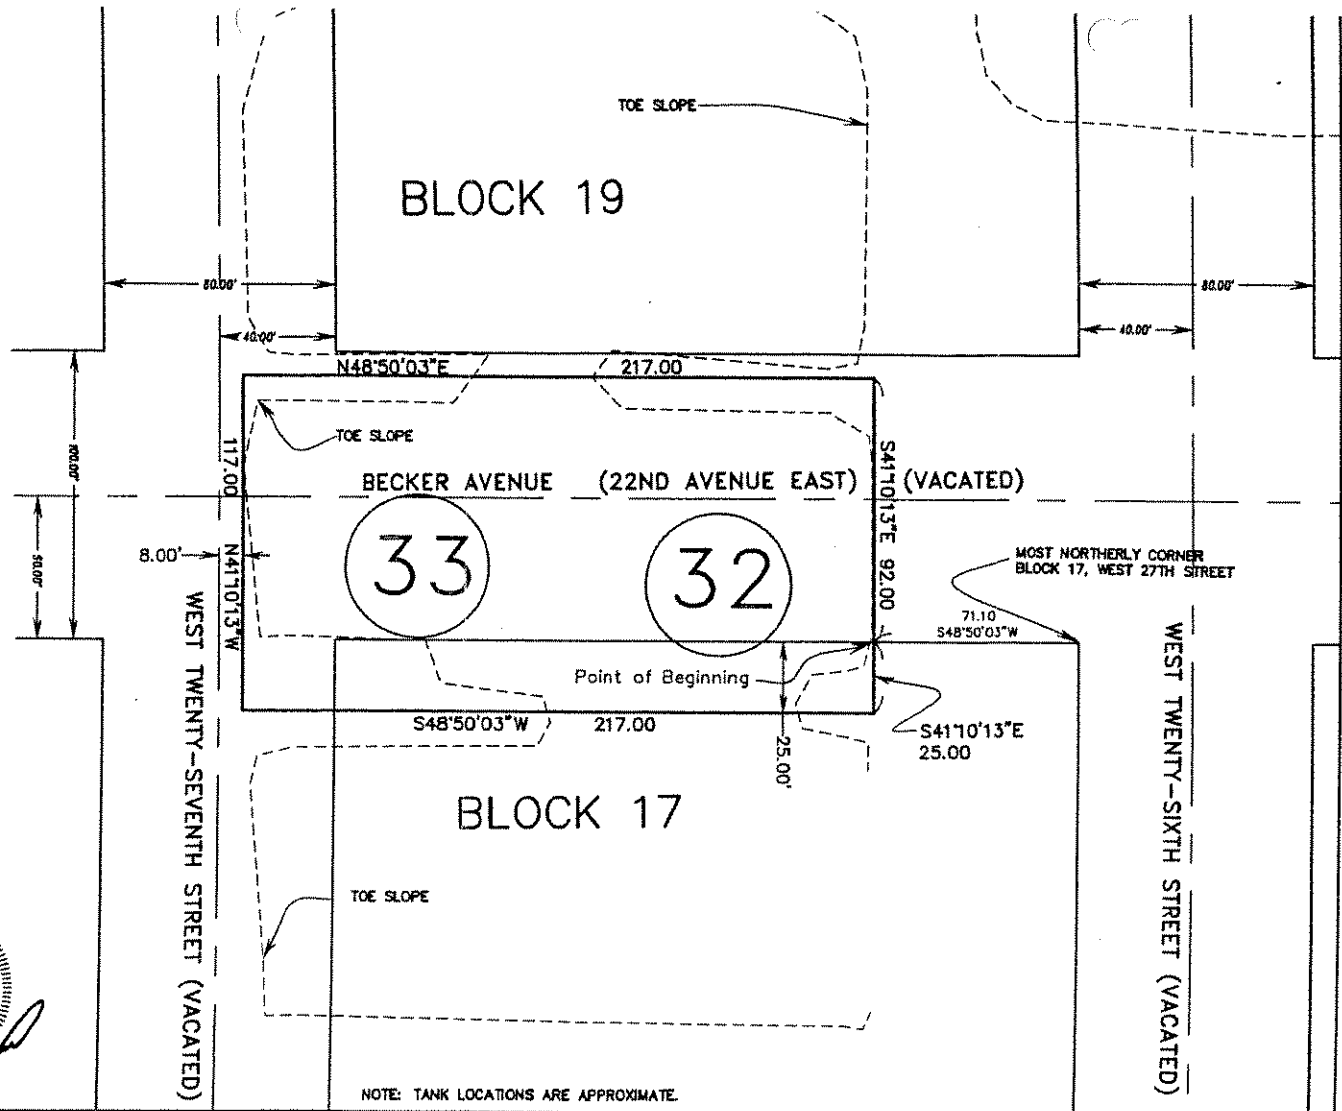 TOE SLOPE
BLOCK 19
80.00'
80.00'
40.00'
40.00'
N48°50'03"E 217.00
TOE SLOPE
100.00'
117.00 N41°10'13"W
BECKER AVENUE (22ND AVENUE EAST) (VACATED)
S41°10'13"E 92.00
33
32
8.00'
50.00'
MOST NORTHERLY CORNER
BLOCK 17, WEST 27TH STREET
71.10
S48°50'03"W
Point of Beginning
S48°50'03"W 217.00
25.00'
S41°10'13"E
25.00
WEST TWENTY-SEVENTH STREET (VACATED)
WEST TWENTY-SIXTH STREET (VACATED)
BLOCK 17
TOE SLOPE
NOTE: TANK LOCATIONS ARE APPROXIMATE.